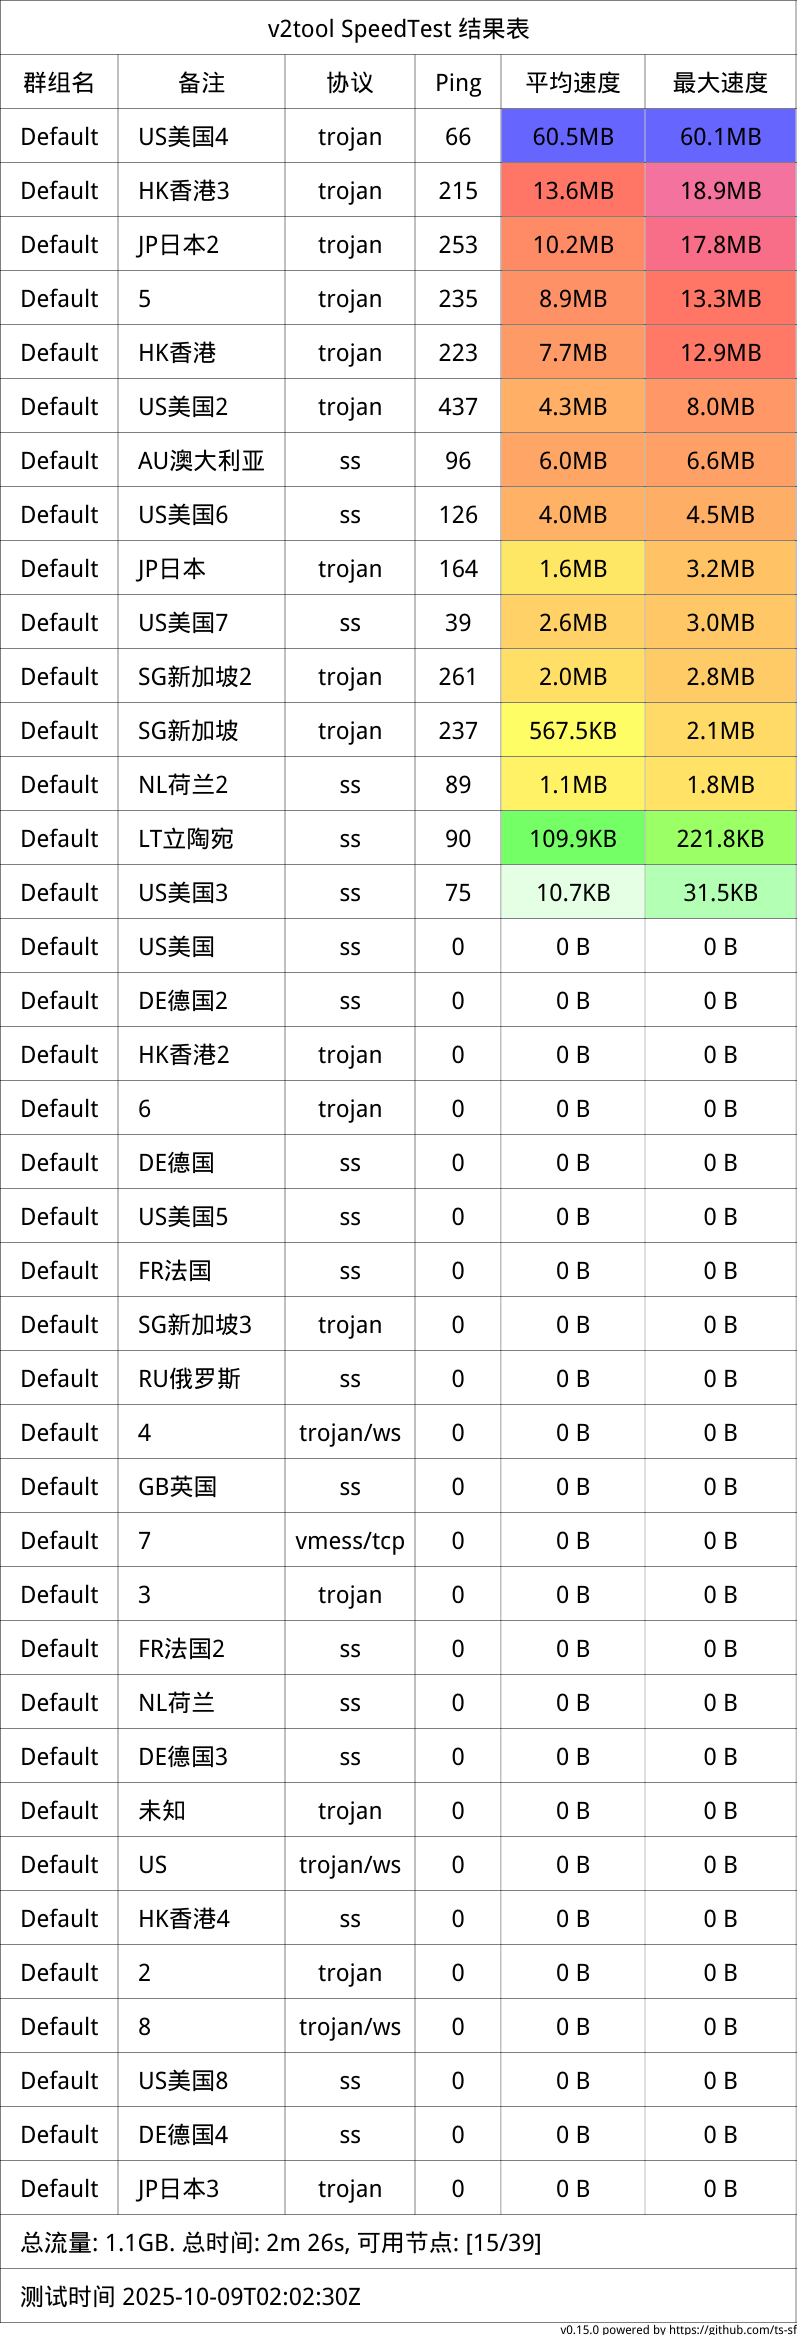 v2tool SpeedTest 结果表
群组名 备注 协议 Ping 平均速度 最大速度
Default US美国4 trojan 66 60.5MB 60.1MB
Default HK香港3 trojan 215 13.6MB 18.9MB
Default JP日本2 trojan 253 10.2MB 17.8MB
Default 5 trojan 235 8.9MB 13.3MB
Default HK香港 trojan 223 7.7MB 12.9MB
Default US美国2 trojan 437 4.3MB 8.0MB
Default AU澳大利亚 ss 96 6.0MB 6.6MB
Default US美国6 ss 126 4.0MB 4.5MB
Default JP日本 trojan 164 1.6MB 3.2MB
Default US美国7 ss 39 2.6MB 3.0MB
Default SG新加坡2 trojan 261 2.0MB 2.8MB
Default SG新加坡 trojan 237 567.5KB 2.1MB
Default NL荷兰2 ss 89 1.1MB 1.8MB
Default LT立陶宛 ss 90 109.9KB 221.8KB
Default US美国3 ss 75 10.7KB 31.5KB
Default US美国 ss 0 0 B 0 B
Default DE德国2 ss 0 0 B 0 B
Default HK香港2 trojan 0 0 B 0 B
Default 6 trojan 0 0 B 0 B
Default DE德国 ss 0 0 B 0 B
Default US美国5 ss 0 0 B 0 B
Default FR法国 ss 0 0 B 0 B
Default SG新加坡3 trojan 0 0 B 0 B
Default RU俄罗斯 ss 0 0 B 0 B
Default 4 trojan/ws 0 0 B 0 B
Default GB英国 ss 0 0 B 0 B
Default 7 vmess/tcp 0 0 B 0 B
Default 3 trojan 0 0 B 0 B
Default FR法国2 ss 0 0 B 0 B
Default NL荷兰 ss 0 0 B 0 B
Default DE德国3 ss 0 0 B 0 B
Default 未知 trojan 0 0 B 0 B
Default US trojan/ws 0 0 B 0 B
Default HK香港4 ss 0 0 B 0 B
Default 2 trojan 0 0 B 0 B
Default 8 trojan/ws 0 0 B 0 B
Default US美国8 ss 0 0 B 0 B
Default DE德国4 ss 0 0 B 0 B
Default JP日本3 trojan 0 0 B 0 B
总流量: 1.1GB. 总时间: 2m 26s, 可用节点: [15/39]
测试时间 2025-10-09T02:02:30Z
v0.15.0 powered by https://github.com/ts-sf